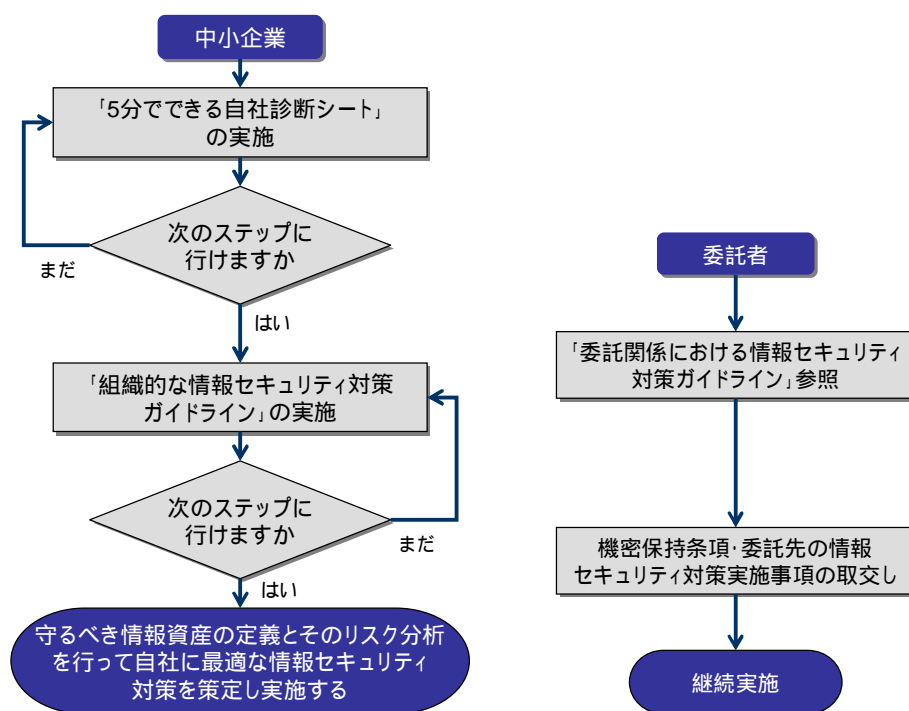 中小企業
「5分でできる自社診断シート」
の実施
次のステップに
行けますか
まだ
はい
「組織的な情報セキュリティ対策
ガイドライン」の実施
次のステップに
行けますか
まだ
はい
守るべき情報資産の定義とそのリスク分析
を行って自社に最適な情報セキュリティ
対策を策定し実施する
委託者
「委託関係における情報セキュリティ
対策ガイドライン」参照
機密保持条項・委託先の情報
セキュリティ対策実施事項の取交し
継続実施